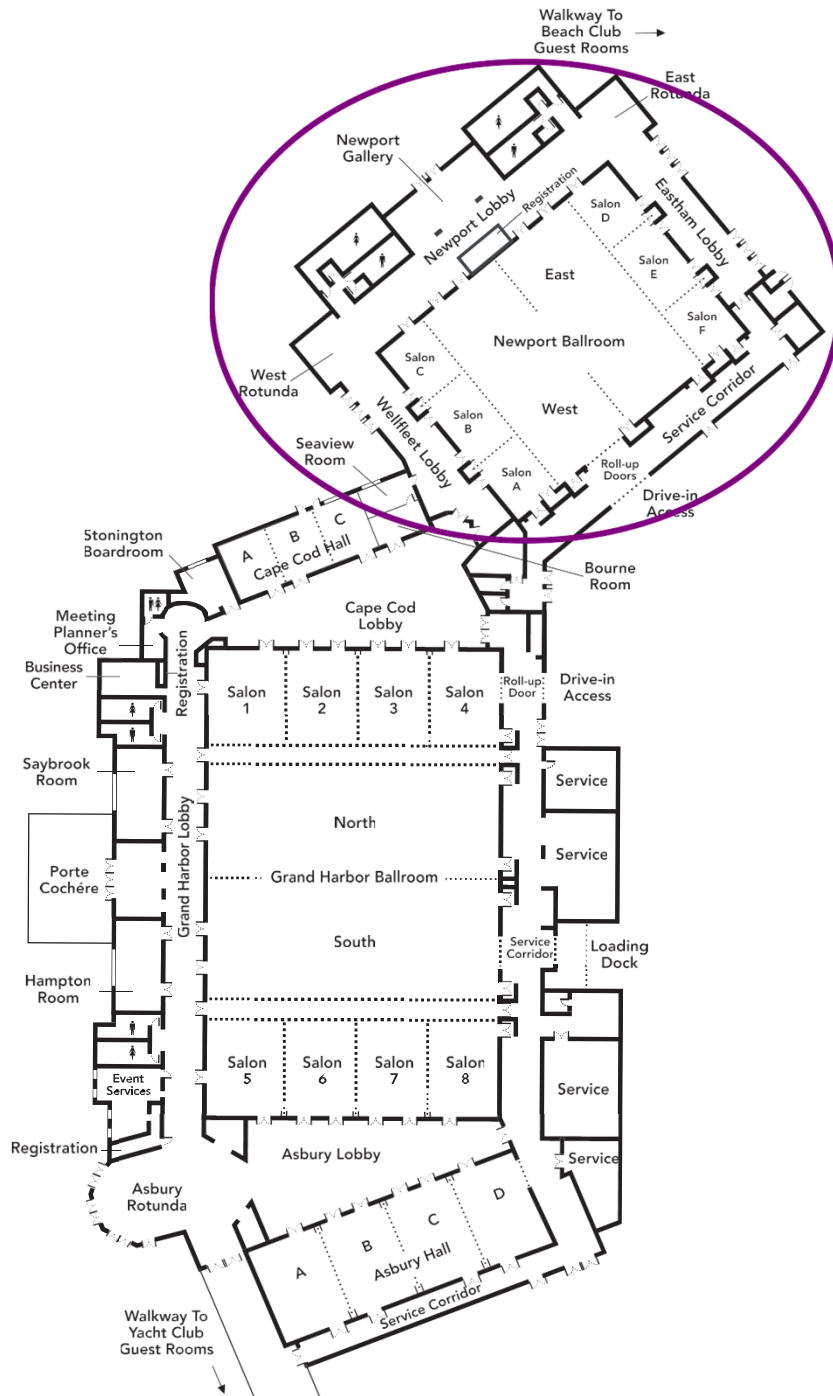 Walkway To
Beach Club
Guest Rooms
East
Rotunda
Newport
Gallery
Registration
Newport Lobby
Eastham Lobby
Salon
D
East
Salon
E
Salon
F
Newport Ballroom
Salon
C
West
Rotunda
West
Salon
B
Wellfleet Lobby
Service Corridor
Seaview
Room
Salon
A
Roll-up
Doors
Drive-in
Access
Stonington
Boardroom
A
B
C
Cape Cod Hall
Bourne
Room
Cape Cod
Lobby
Meeting
Planner's
Office
Business
Center
Registration
Salon
1
Salon
2
Salon
3
Salon
4
Roll-up
Door
Drive-in
Access
Saybrook
Room
Service
North
Grand Harbor Lobby
Service
Porte
Cochére
Grand Harbor Ballroom
South
Service
Corridor
Loading
Dock
Hampton
Room
Salon
5
Salon
6
Salon
7
Salon
8
Event
Services
Service
Registration
Asbury Lobby
Service
Asbury
Rotunda
A
B
C
D
Asbury Hall
Service Corridor
Walkway To
Yacht Club
Guest Rooms